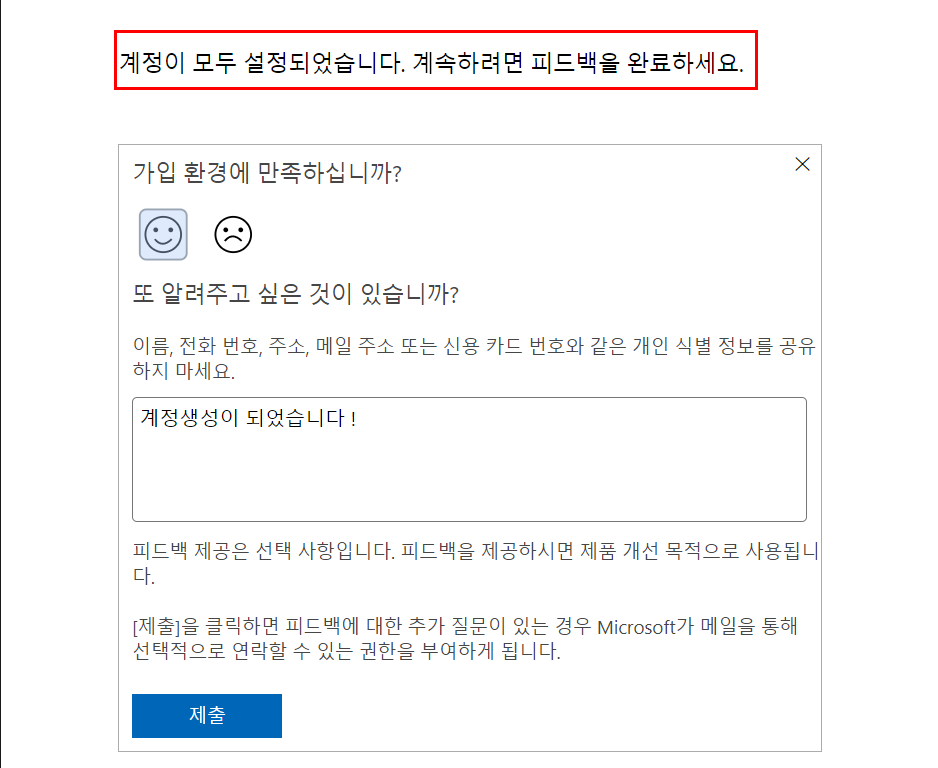 계정이 모두 설정되었습니다. 계속하려면 피드백을 완료하세요.
가입 환경에 만족하십니까?
또 알려주고 싶은 것이 있습니까?
이름, 전화 번호, 주소, 메일 주소 또는 신용 카드 번호와 같은 개인 식별 정보를 공유
하지 마세요.
계정생성이 되었습니다 !
피드백 제공은 선택 사항입니다. 피드백을 제공하시면 제품 개선 목적으로 사용됩니
다.
[제출]을 클릭하면 피드백에 대한 추가 질문이 있는 경우 Microsoft가 메일을 통해
선택적으로 연락할 수 있는 권한을 부여하게 됩니다.
제출